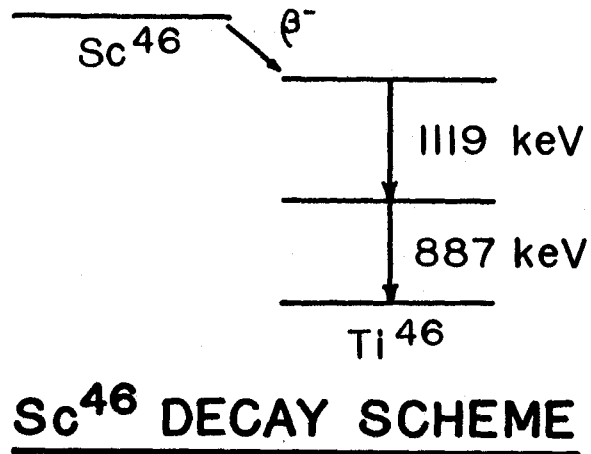 β⁻
Sc⁴⁶
1119 keV
887 keV
Ti⁴⁶
Sc⁴⁶ DECAY SCHEME